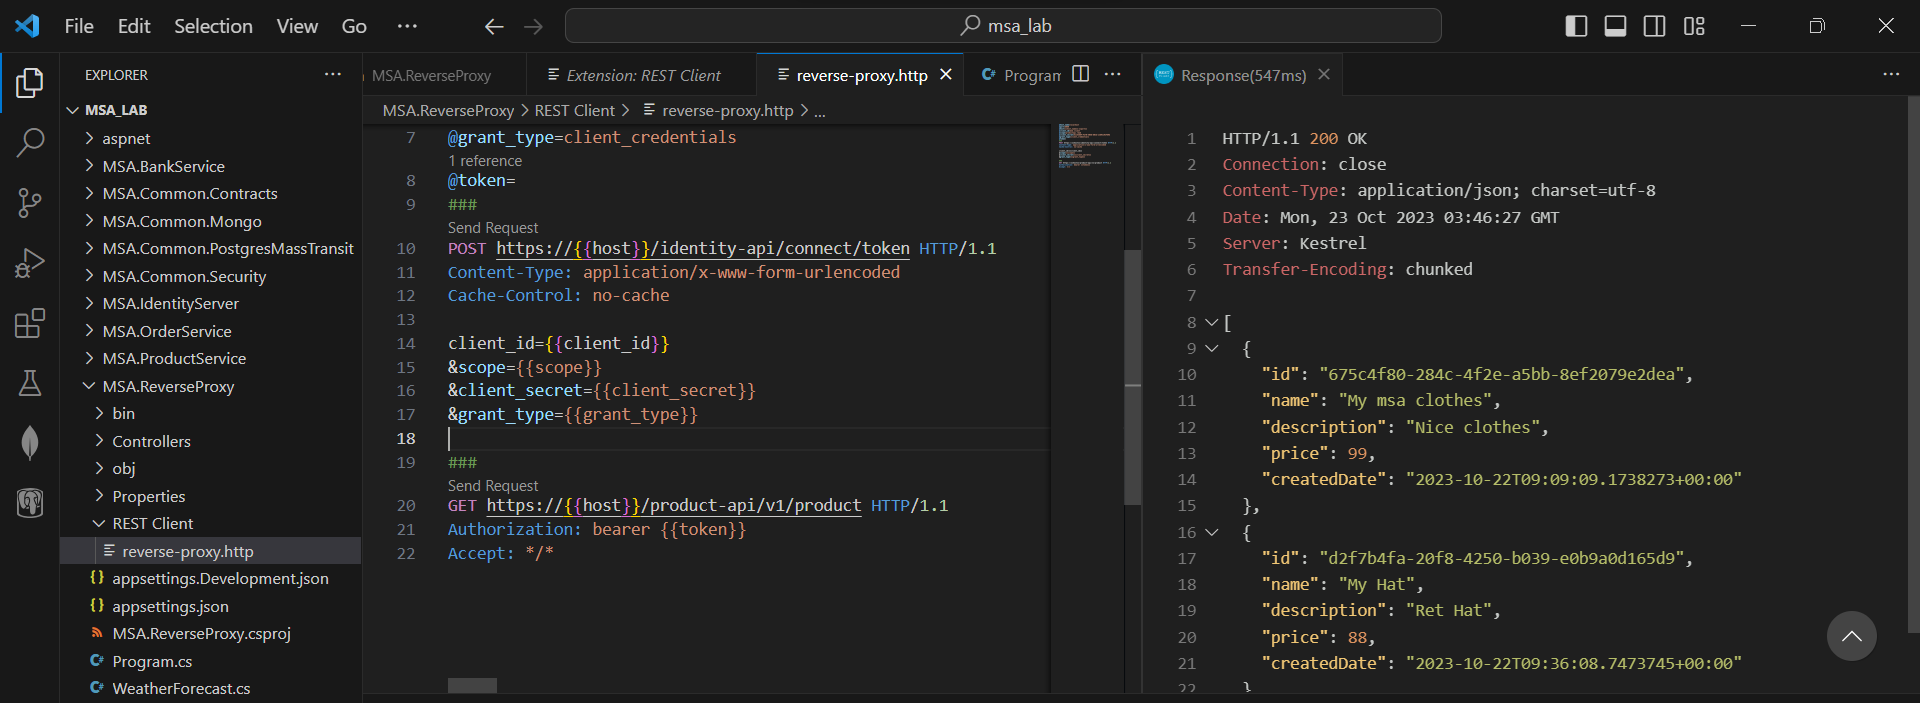 File Edit Selection View Go ···
msa_lab
EXPLORER ···
MSA_LAB
aspnet
MSA.BankService
MSA.Common.Contracts
MSA.Common.Mongo
MSA.Common.PostgresMassTransit
MSA.Common.Security
MSA.IdentityServer
MSA.OrderService
MSA.ProductService
MSA.ReverseProxy
bin
Controllers
obj
Properties
REST Client
reverse-proxy.http
{} appsettings.Development.json
{} appsettings.json
MSA.ReverseProxy.csproj
C# Program.cs
C# WeatherForecast.cs
MSA.ReverseProxy Extension: REST Client reverse-proxy.http C# Program ···
MSA.ReverseProxy > REST Client > reverse-proxy.http > ...
7 @grant_type=client_credentials
1 reference
8 @token=
9 ###
Send Request
10 POST https://{{host}}/identity-api/connect/token HTTP/1.1
11 Content-Type: application/x-www-form-urlencoded
12 Cache-Control: no-cache
13
14 client_id={{client_id}}
15 &scope={{scope}}
16 &client_secret={{client_secret}}
17 &grant_type={{grant_type}}
18
19 ###
Send Request
20 GET https://{{host}}/product-api/v1/product HTTP/1.1
21 Authorization: bearer {{token}}
22 Accept: */*
Response(547ms) ···
1 HTTP/1.1 200 OK
2 Connection: close
3 Content-Type: application/json; charset=utf-8
4 Date: Mon, 23 Oct 2023 03:46:27 GMT
5 Server: Kestrel
6 Transfer-Encoding: chunked
7
8 [
9 {
10 "id": "675c4f80-284c-4f2e-a5bb-8ef2079e2dea",
11 "name": "My msa clothes",
12 "description": "Nice clothes",
13 "price": 99,
14 "createdDate": "2023-10-22T09:09:09.1738273+00:00"
15 },
16 {
17 "id": "d2f7b4fa-20f8-4250-b039-e0b9a0d165d9",
18 "name": "My Hat",
19 "description": "Ret Hat",
20 "price": 88,
21 "createdDate": "2023-10-22T09:36:08.7473745+00:00"
22 }